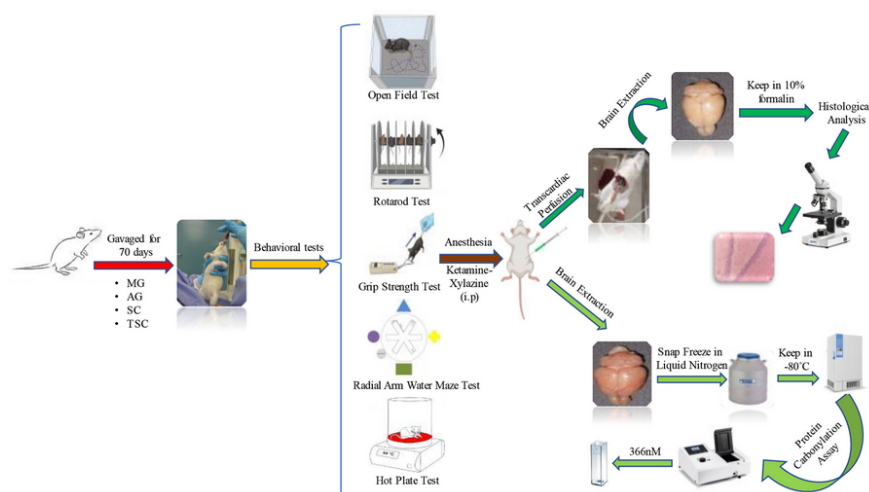 Gavaged for
70 days
• MG
• AG
• SC
• TSC
Behavioral tests
Open Field Test
Rotarod Test
Grip Strength Test
Radial Arm Water Maze Test
Hot Plate Test
Anesthesia
Ketamine-
Xylazine
(i.p)
Transcardiac
Perfusion
Brain Extraction
Keep in 10%
formalin
Histological
Analysis
Brain Extraction
Snap Freeze in
Liquid Nitrogen
Keep in
-80˚C
Protein
Carbonylation
Assay
366nM